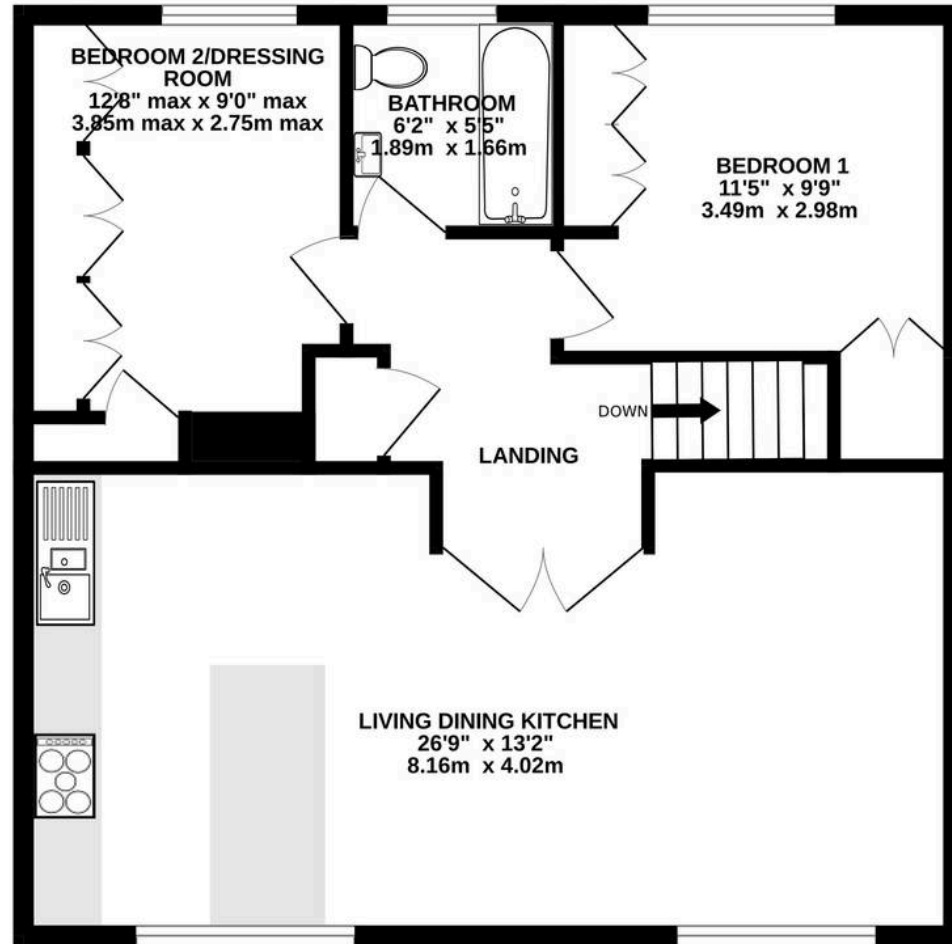 BEDROOM 2/DRESSING
ROOM
12'8" max x 9'0" max
3.85m max x 2.75m max
BATHROOM
6'2" x 5'5"
1.89m x 1.66m
BEDROOM 1
11'5" x 9'9"
3.49m x 2.98m
DOWN
LANDING
LIVING DINING KITCHEN
26'9" x 13'2"
8.16m x 4.02m